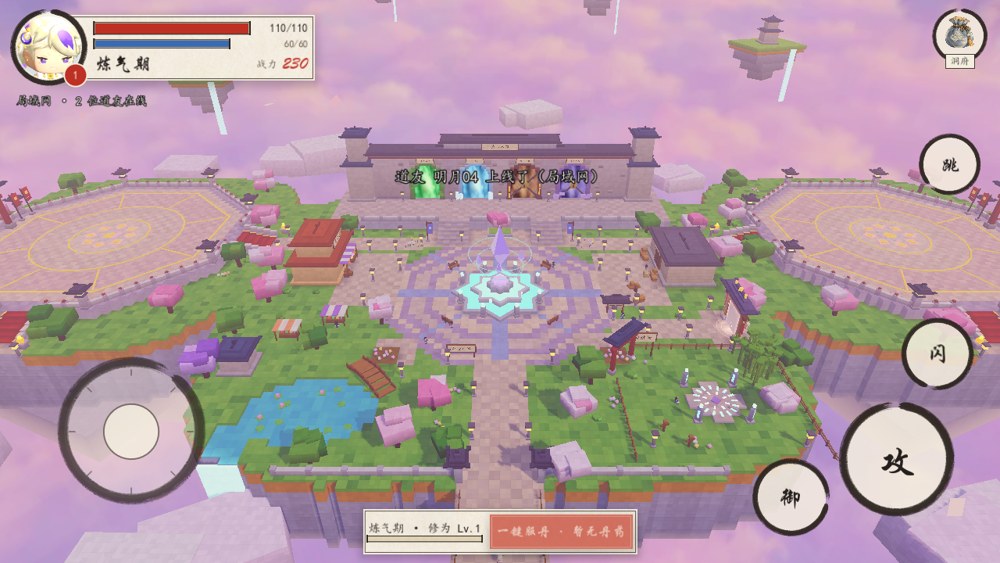 110/110
60/60
炼气期
战力 230
1
局域网 · 2 位道友在线
洞府
道友 明月04 上线了（局域网）
跳
闪
攻
御
炼气期 · 修为 Lv.1
一键服丹 · 暂无丹药